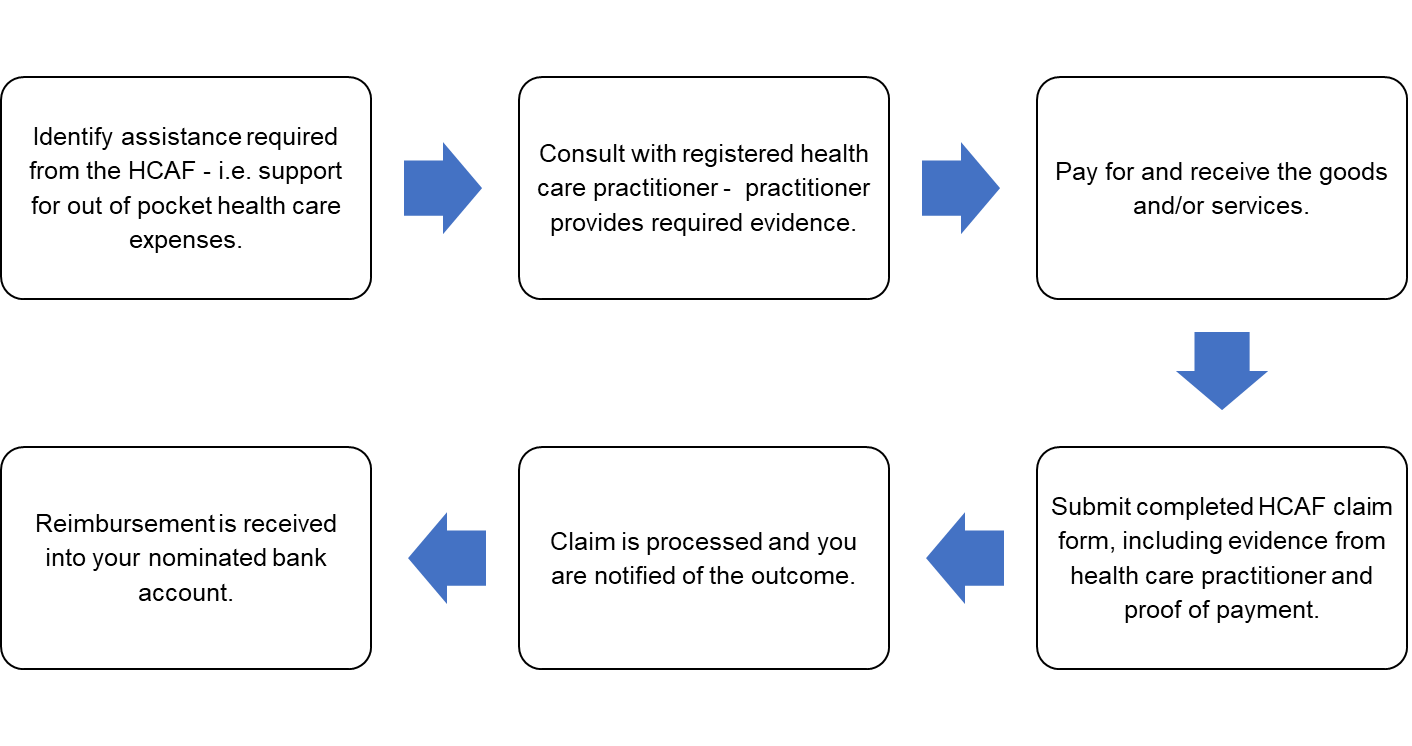 Identify assistance required
from the HCAF - i.e. support
for out of pocket health care
expenses.
Consult with registered health
care practitioner - practitioner
provides required evidence.
Pay for and receive the goods
and/or services.
Submit completed HCAF claim
form, including evidence from
health care practitioner and
proof of payment.
Claim is processed and you
are notified of the outcome.
Reimbursement is received
into your nominated bank
account.